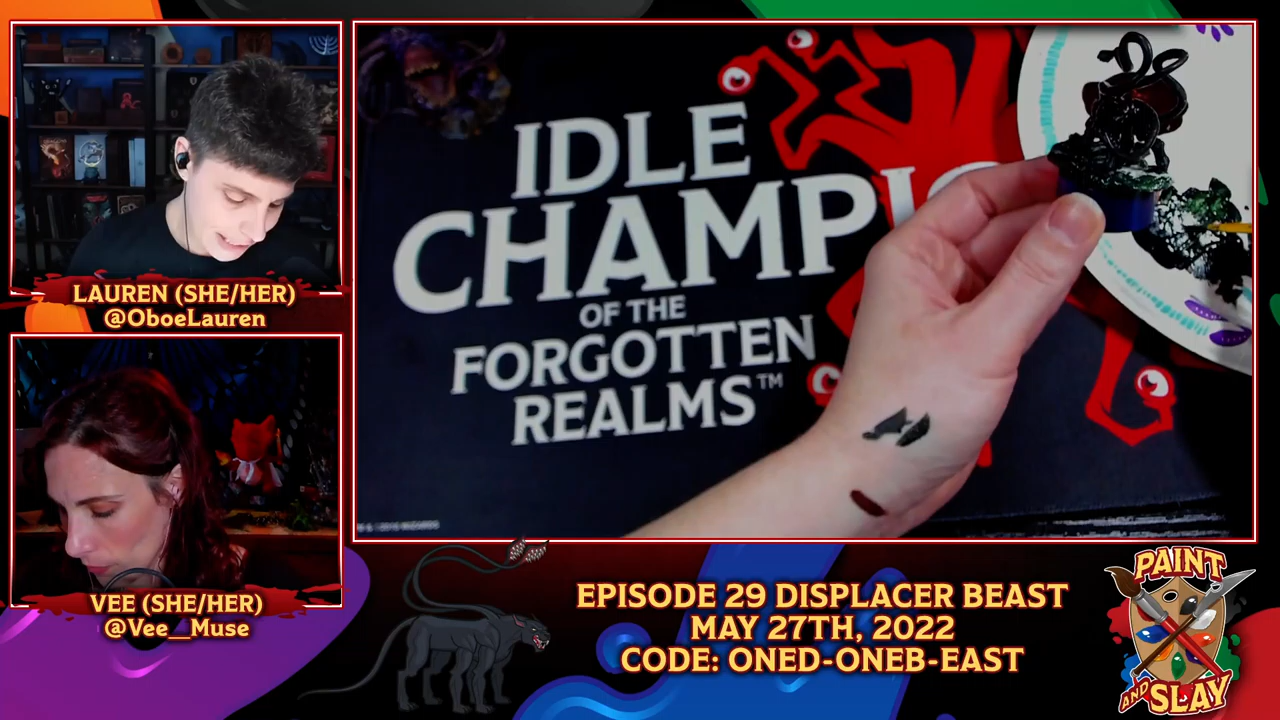 LAUREN (SHE/HER)
@OboeLauren
VEE (SHE/HER)
@Vee__Muse
IDLE
CHAMPIO
OF THE
FORGOTTEN
REALMS™
EPISODE 29 DISPLACER BEAST
MAY 27TH, 2022
CODE: ONED-ONEB-EAST
PAINT
AND SLAY